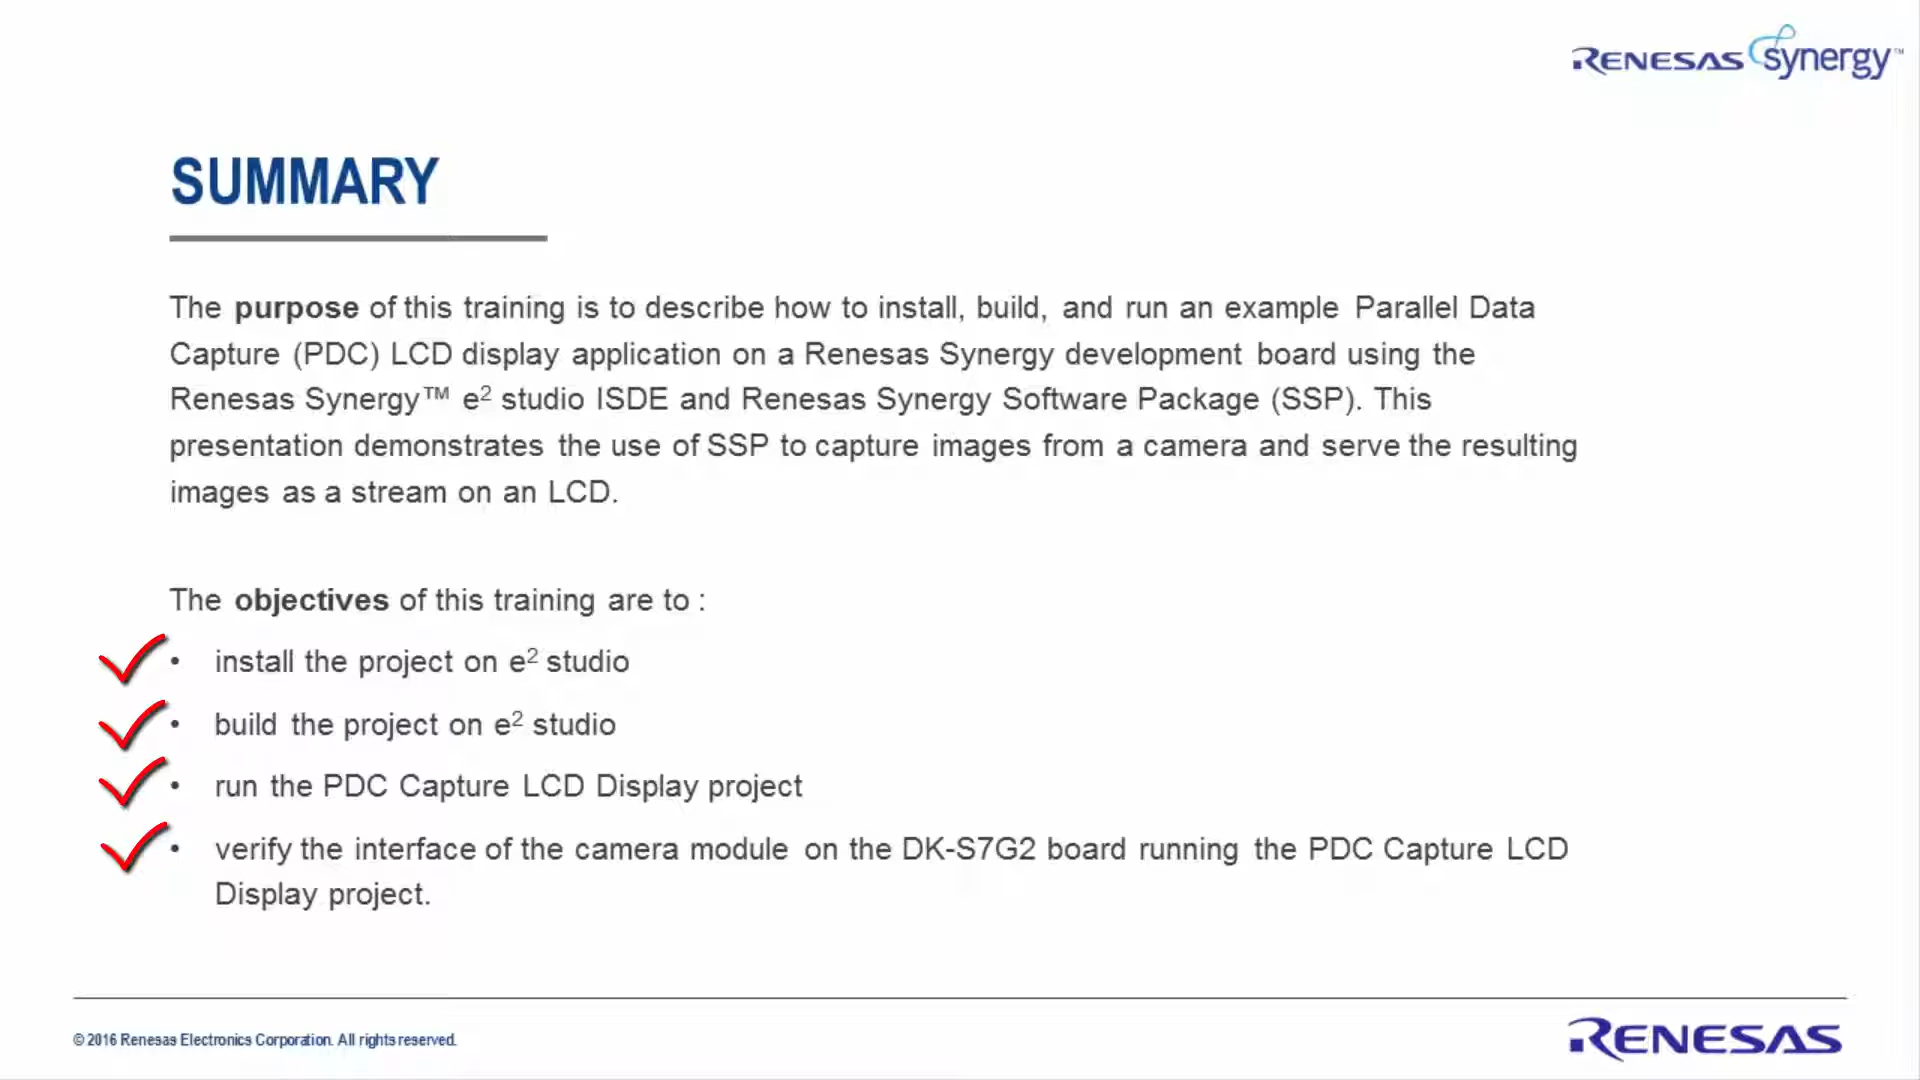 RENESAS synergy™
SUMMARY
The purpose of this training is to describe how to install, build, and run an example Parallel Data
Capture (PDC) LCD display application on a Renesas Synergy development board using the
Renesas Synergy™ e² studio ISDE and Renesas Synergy Software Package (SSP). This
presentation demonstrates the use of SSP to capture images from a camera and serve the resulting
images as a stream on an LCD.
The objectives of this training are to :
• install the project on e² studio
• build the project on e² studio
• run the PDC Capture LCD Display project
• verify the interface of the camera module on the DK-S7G2 board running the PDC Capture LCD
Display project.
© 2016 Renesas Electronics Corporation. All rights reserved.
RENESAS